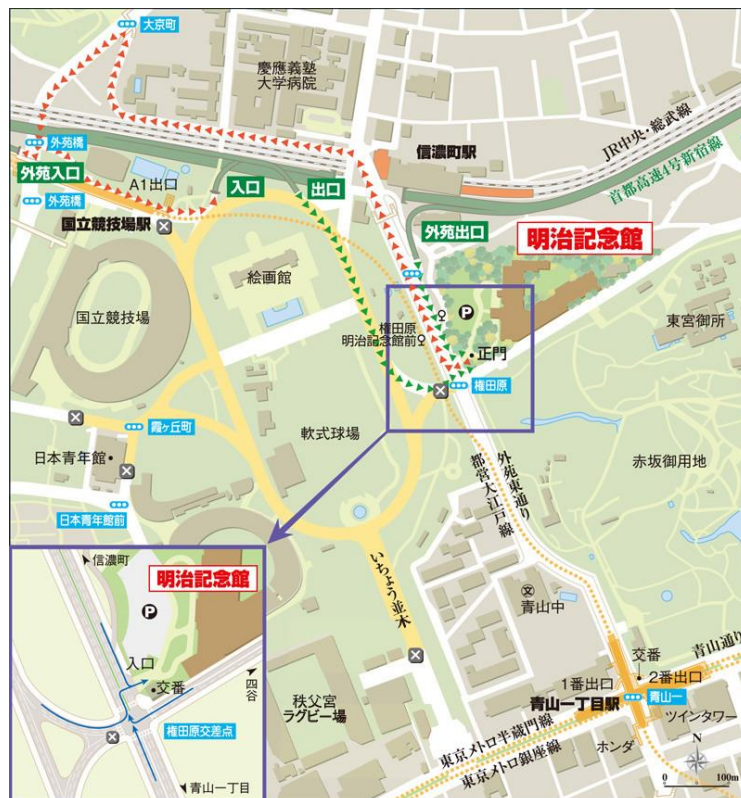 大京町
慶應義塾
大学病院
外苑橋
外苑入口
A1出口
入口
出口
信濃町駅
JR中央・総武線
首都高速4号新宿線
外苑橋
国立競技場駅
外苑出口
明治記念館
絵画館
国立競技場
権田原
明治記念館前
P
正門
東宮御所
権田原
霞ヶ丘町
軟式球場
日本青年館
外苑東通り
都営大江戸線
赤坂御用地
日本青年館前
いちょう並木
信濃町
明治記念館
P
入口
交番
四谷
権田原交差点
青山一丁目
文
青山中
秩父宮
ラグビー場
交番
青山通り
1番出口
2番出口
青山一丁目駅
青山一
ツインタワー
東京メトロ半蔵門線
東京メトロ銀座線
ホンダ
N
0
100m